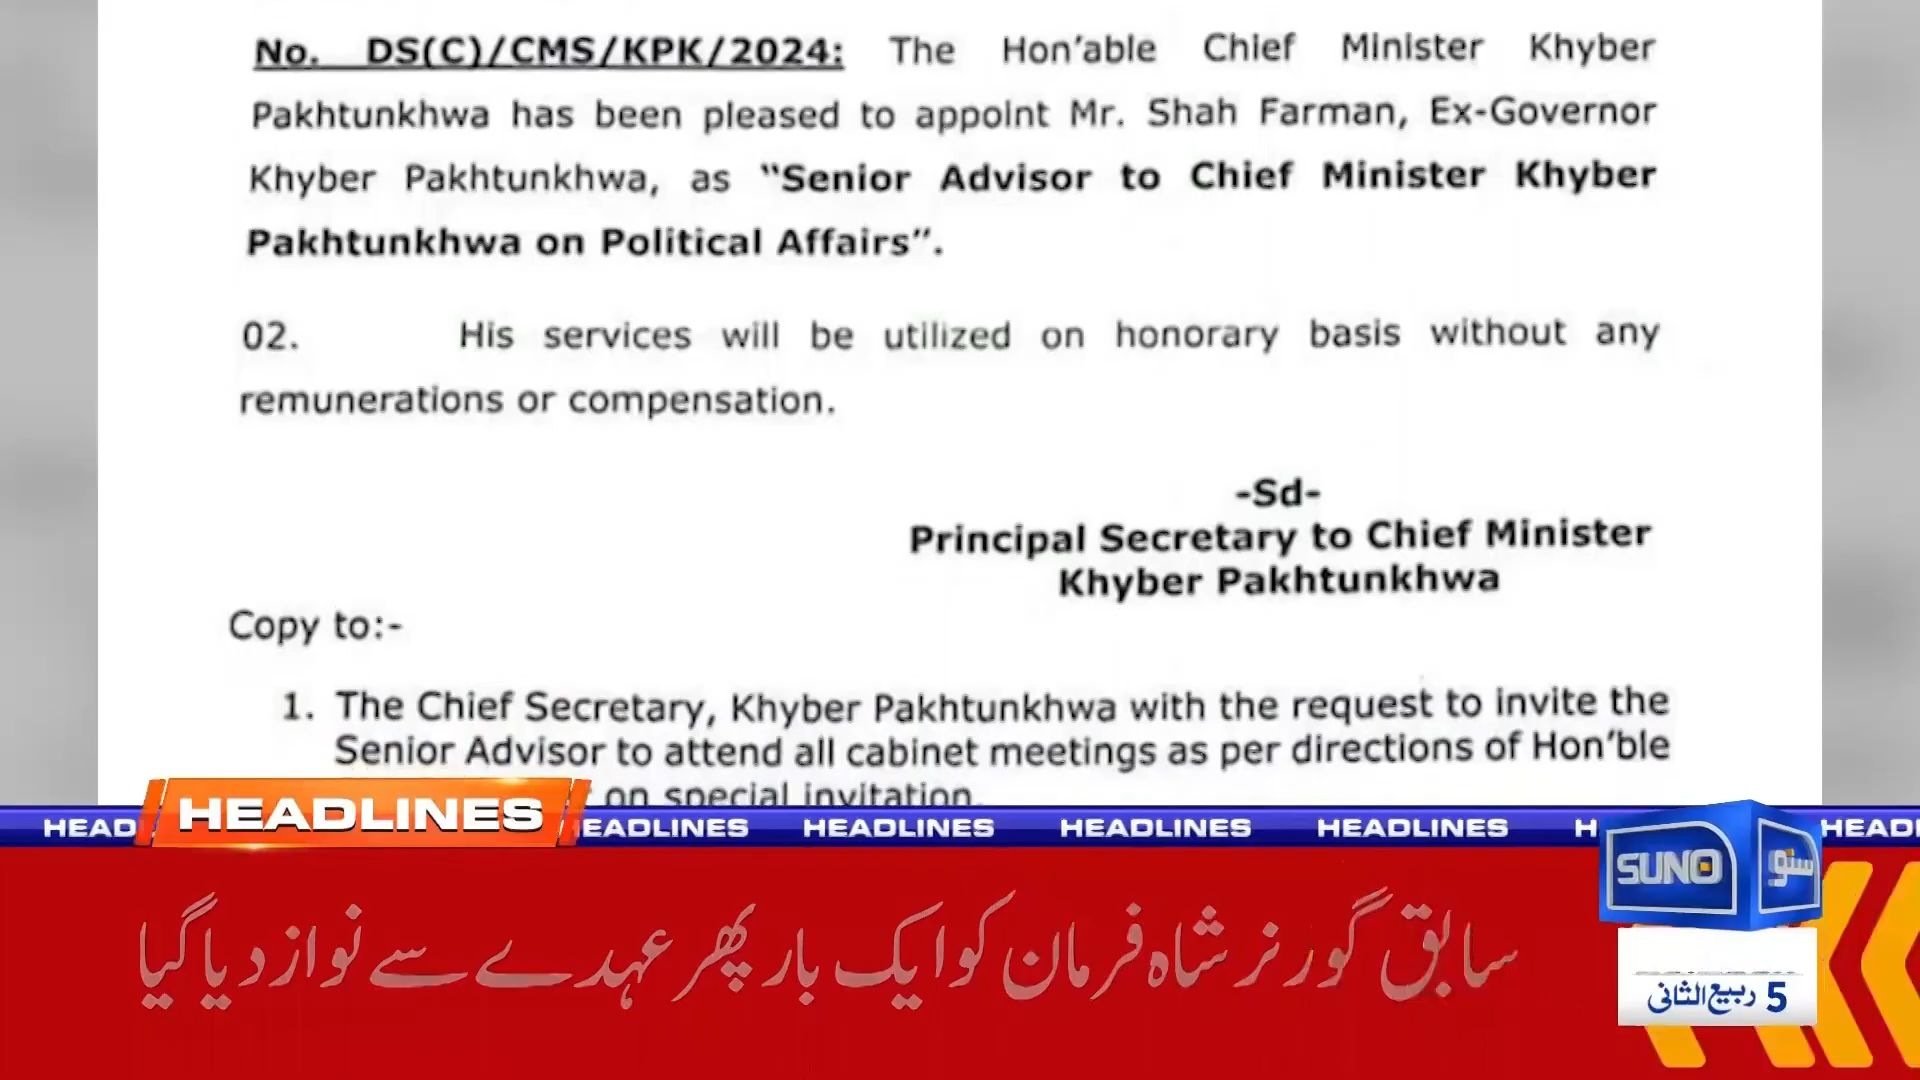 No. DS(C)/CMS/KPK/2024: The Hon'able Chief Minister Khyber
Pakhtunkhwa has been pleased to appoint Mr. Shah Farman, Ex-Governor
Khyber Pakhtunkhwa, as “Senior Advisor to Chief Minister Khyber
Pakhtunkhwa on Political Affairs”.
02. His services will be utilized on honorary basis without any
remunerations or compensation.
-Sd-
Principal Secretary to Chief Minister
Khyber Pakhtunkhwa
Copy to:-
1. The Chief Secretary, Khyber Pakhtunkhwa with the request to invite the
Senior Advisor to attend all cabinet meetings as per directions of Hon'ble
on special invitation.
HEADLINES
HEADLINES HEADLINES HEADLINES HEADLINES
SUNO سنو
سابق گورنر شاہ فرمان کو ایک بار پھر عہدے سے نواز دیا گیا
5 ربیع الثانی